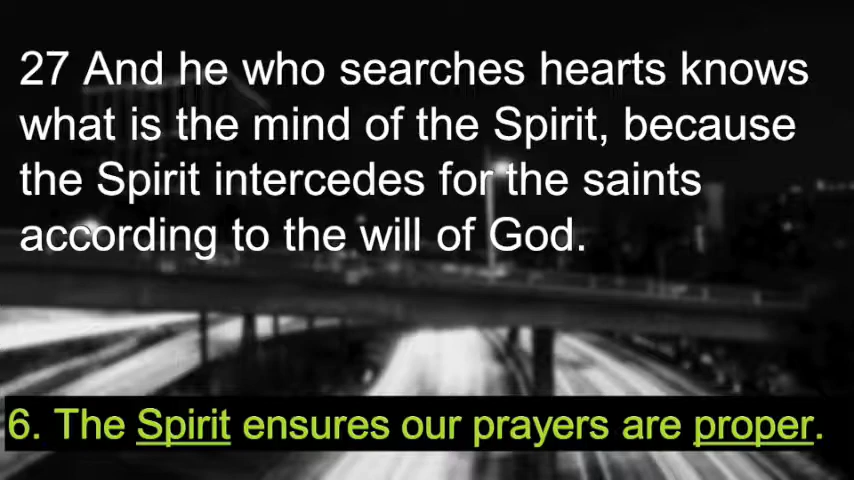 27 And he who searches hearts knows
what is the mind of the Spirit, because
the Spirit intercedes for the saints
according to the will of God.
6. The Spirit ensures our prayers are proper.